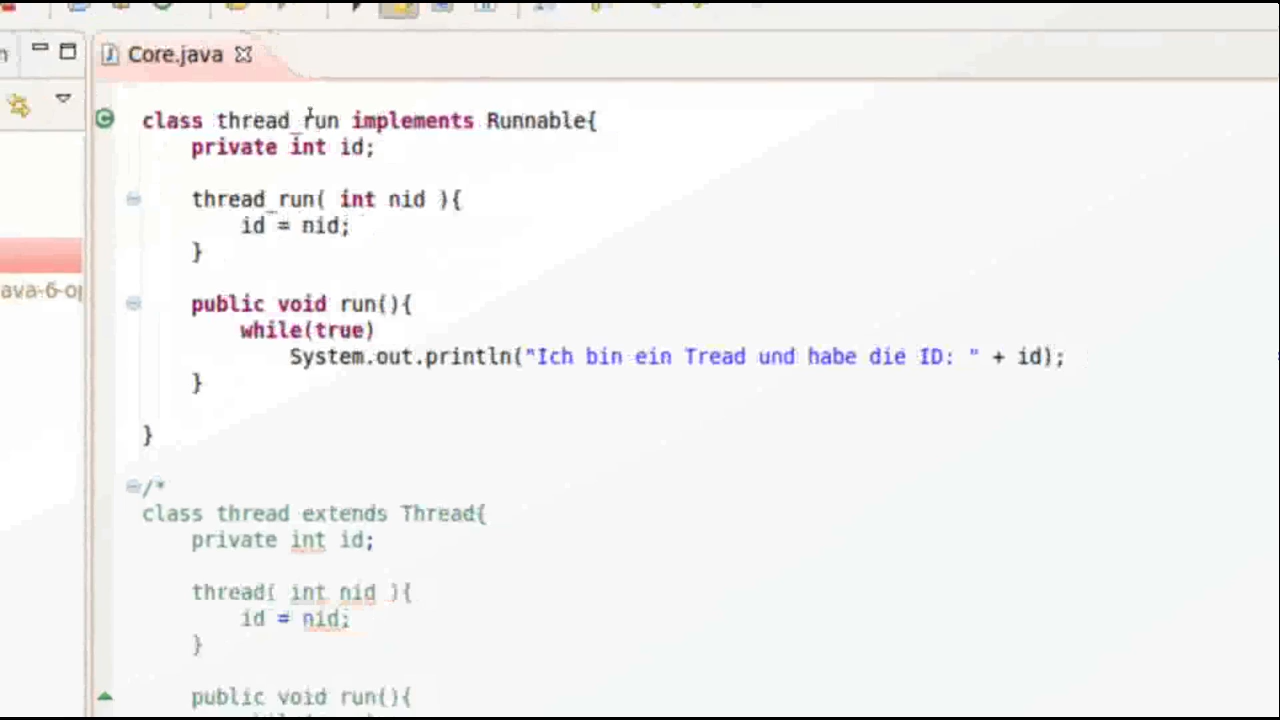 Core.java
class thread_run implements Runnable{
private int id;
thread_run( int nid ){
id = nid;
}
public void run(){
while(true)
System.out.println("Ich bin ein Tread und habe die ID: " + id);
}
}
/*
class thread extends Thread{
private int id;
thread( int nid ){
id = nid;
}
public void run(){